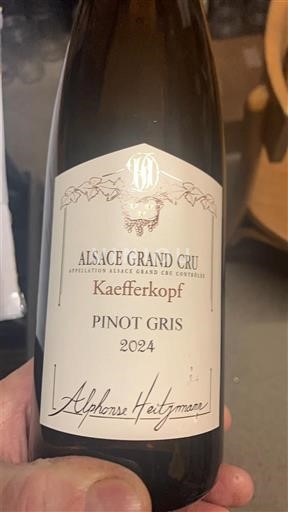 ALSACE GRAND CRU
APPELLATION ALSACE GRAND CRU CONTRÔLÉE
Kaefferkopf
PINOT GRIS
2024
Alphonse Heitzmann